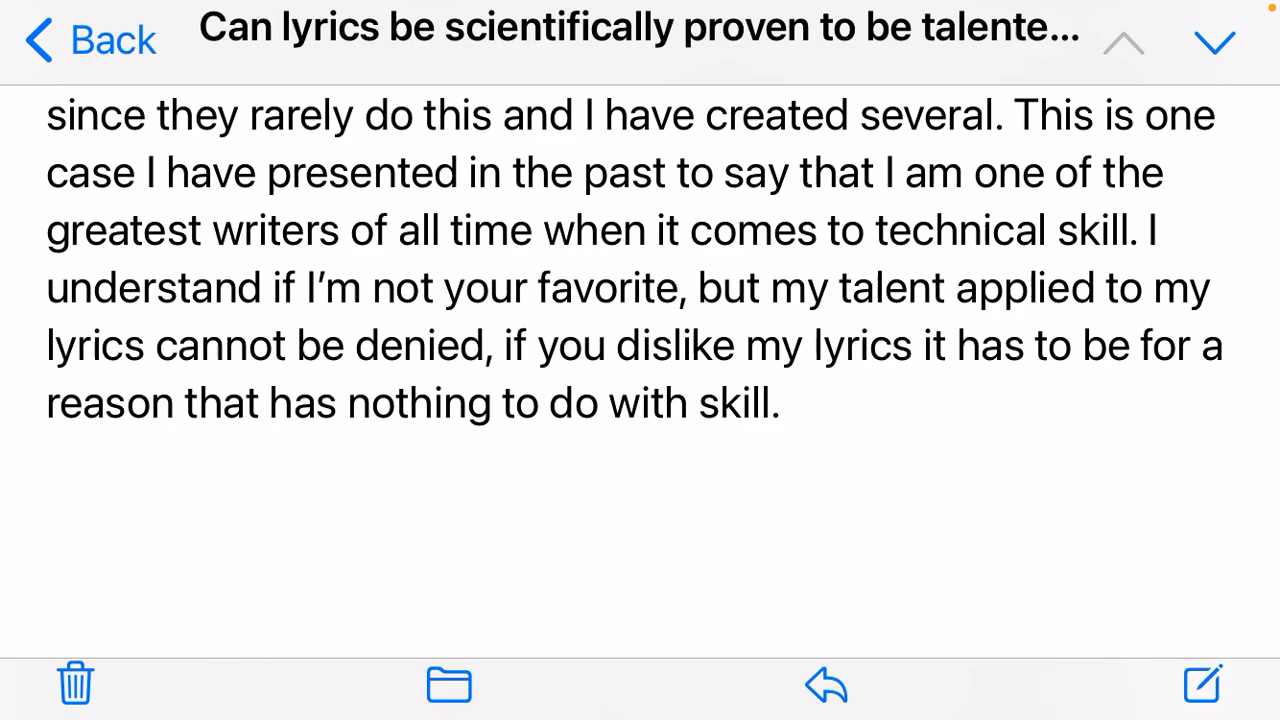 Back
Can lyrics be scientifically proven to be talente...
since they rarely do this and I have created several. This is one
case I have presented in the past to say that I am one of the
greatest writers of all time when it comes to technical skill. I
understand if I’m not your favorite, but my talent applied to my
lyrics cannot be denied, if you dislike my lyrics it has to be for a
reason that has nothing to do with skill.